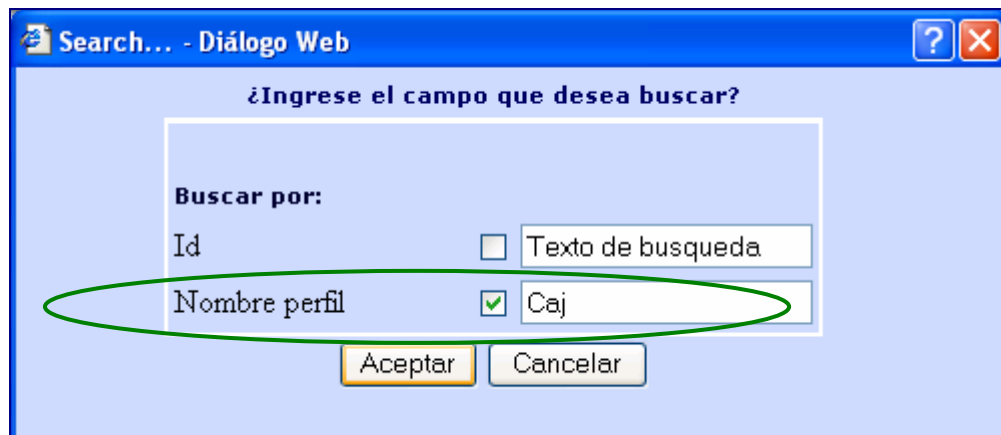 Search... - Diálogo Web
¿Ingrese el campo que desea buscar?
Buscar por:
Id Texto de busqueda
Nombre perfil Caj
Aceptar Cancelar